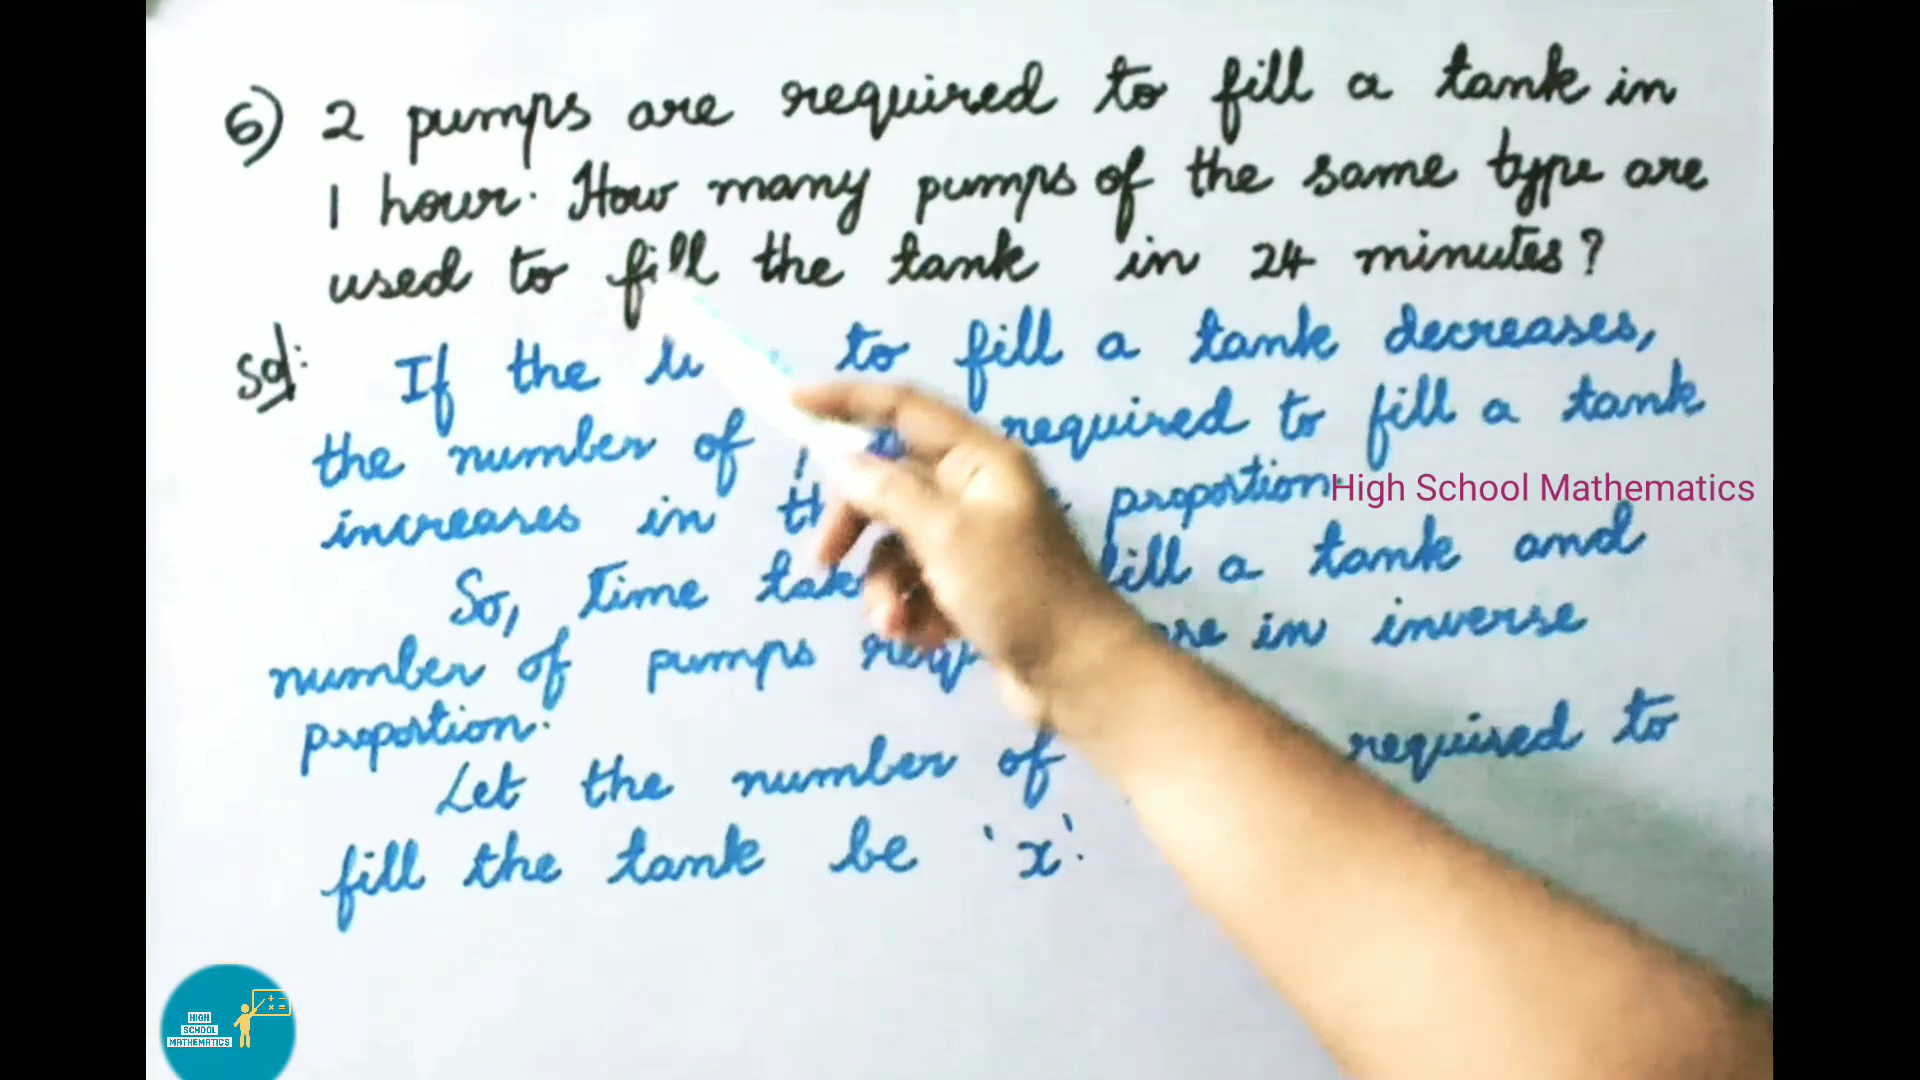 6) 2 pumps are required to fill a tank in
1 hour. How many pumps of the same type are
used to fill the tank in 24 minutes?
Sol: If the to fill a tank decreases,
the number of required to fill a tank
increases in proportion.
High School Mathematics
So, time fill a tank and
number of pumps in inverse
proportion.
Let the number of required to
fill the tank be 'x'.
HIGH
SCHOOL
MATHEMATICS